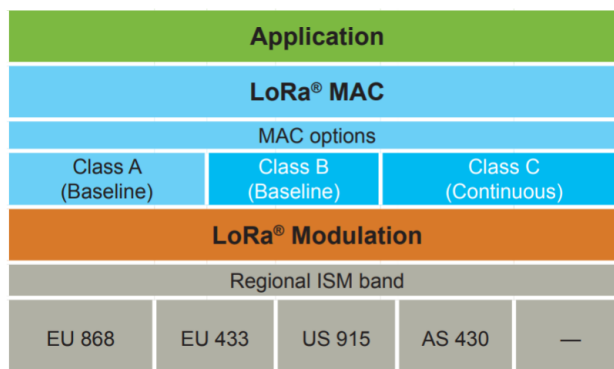 Application
LoRa® MAC
MAC options
Class A
(Baseline)
Class B
(Baseline)
Class C
(Continuous)
LoRa® Modulation
Regional ISM band
EU 868
EU 433
US 915
AS 430
—